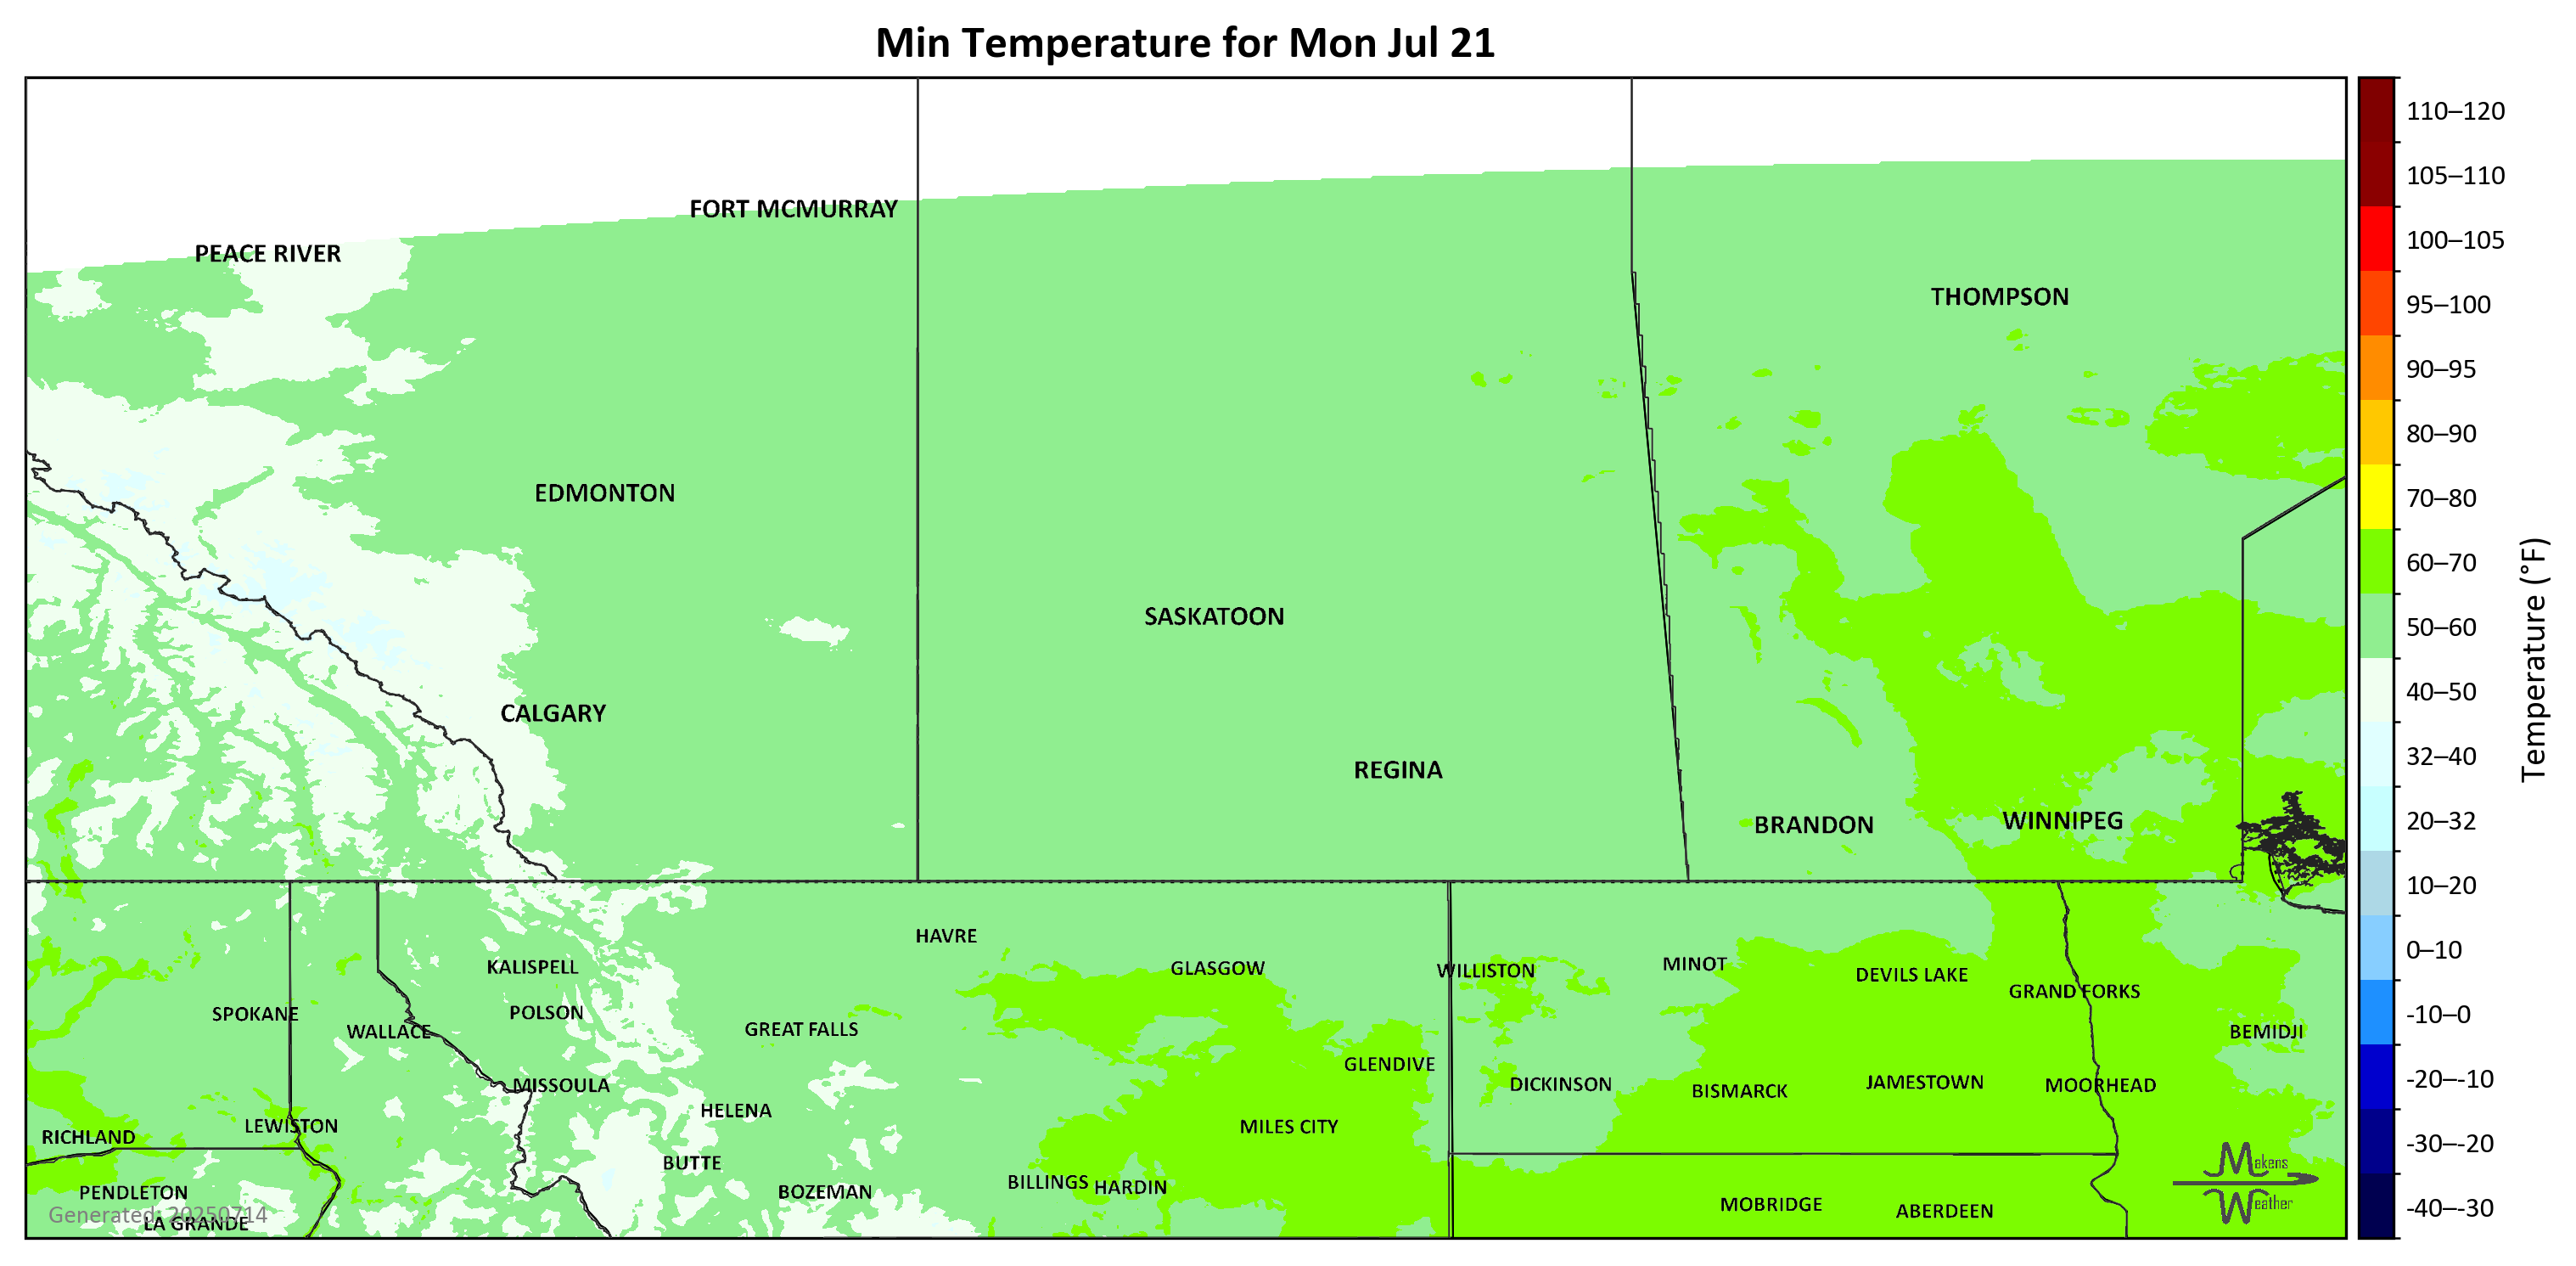 Min Temperature for Mon Jul 21
110–120
105–110
100–105
95–100
90–95
80–90
70–80
60–70
50–60
40–50
32–40
20–32
10–20
0–10
-10–0
-20–-10
-30–-20
-40–-30
Temperature (°F)
FORT MCMURRAY
PEACE RIVER
THOMPSON
EDMONTON
SASKATOON
CALGARY
REGINA
BRANDON
WINNIPEG
HAVRE
KALISPELL
GLASGOW
WILLISTON
MINOT
DEVILS LAKE
GRAND FORKS
SPOKANE
POLSON
WALLACE
GREAT FALLS
BEMIDJI
GLENDIVE
MISSOULA
DICKINSON
BISMARCK
JAMESTOWN
MOORHEAD
HELENA
LEWISTON
MILES CITY
RICHLAND
BUTTE
PENDLETON
BOZEMAN
BILLINGS
HARDIN
MOBRIDGE
ABERDEEN
LA GRANDE
Generated: 20250714
Makens
Weather